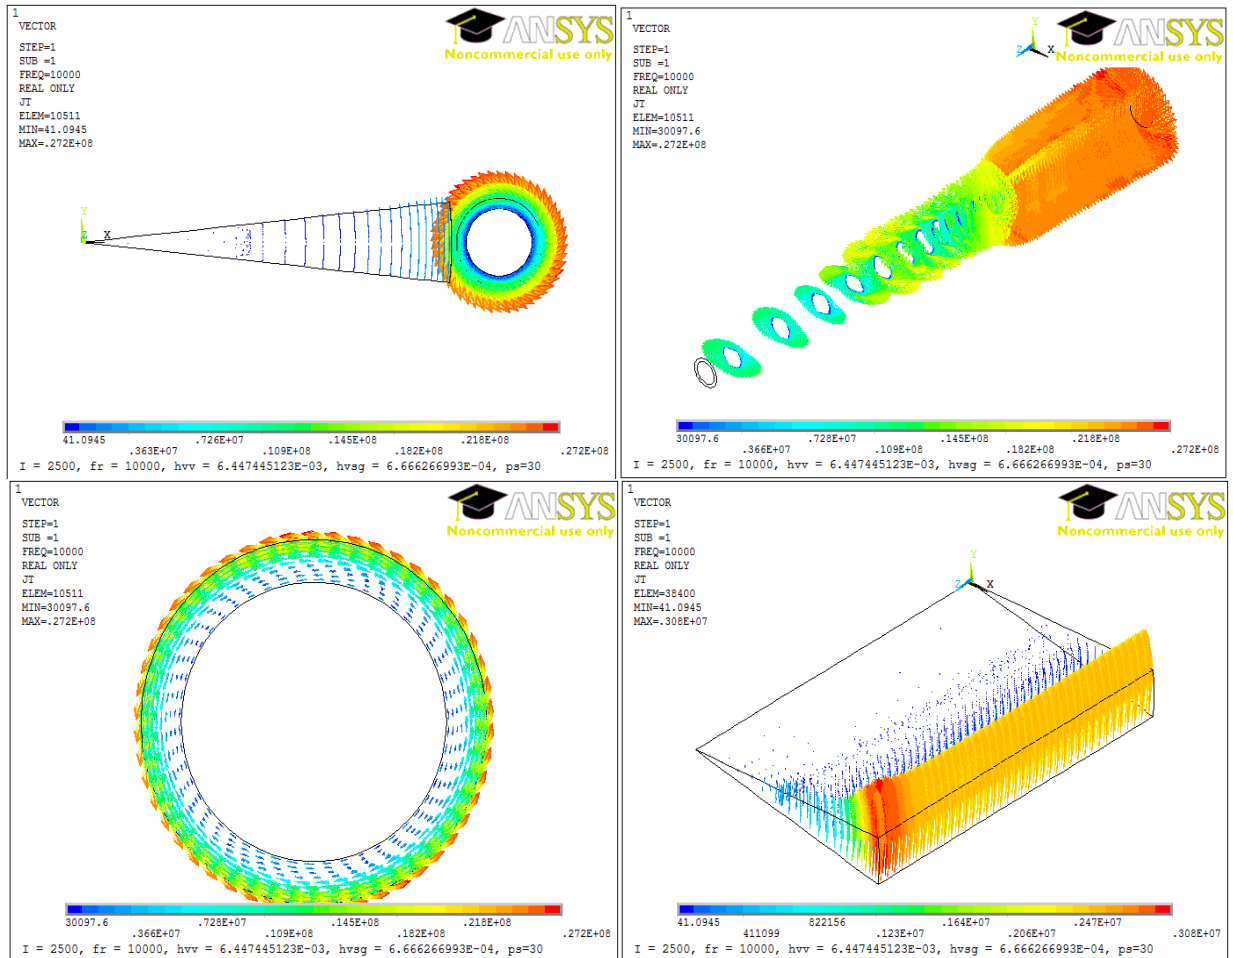 1
VECTOR
STEP=1
SUB =1
FREQ=10000
REAL ONLY
JT
ELEM=10511
MIN=41.0945
MAX=.272E+08
ANSYS
Noncommercial use only
Y
Z X
41.0945 .726E+07 .145E+08 .218E+08
.363E+07 .109E+08 .182E+08 .272E+08
I = 2500, fr = 10000, hvv = 6.447445123E-03, hvsg = 6.666266993E-04, ps=30
1
VECTOR
STEP=1
SUB =1
FREQ=10000
REAL ONLY
JT
ELEM=10511
MIN=30097.6
MAX=.272E+08
Y
Z X
ANSYS
Noncommercial use only
30097.6 .728E+07 .145E+08 .218E+08
.366E+07 .109E+08 .182E+08 .272E+08
I = 2500, fr = 10000, hvv = 6.447445123E-03, hvsg = 6.666266993E-04, ps=30
1
VECTOR
STEP=1
SUB =1
FREQ=10000
REAL ONLY
JT
ELEM=10511
MIN=30097.6
MAX=.272E+08
ANSYS
Noncommercial use only
30097.6 .728E+07 .145E+08 .218E+08
.366E+07 .109E+08 .182E+08 .272E+08
I = 2500, fr = 10000, hvv = 6.447445123E-03, hvsg = 6.666266993E-04, ps=30
1
VECTOR
STEP=1
SUB =1
FREQ=10000
REAL ONLY
JT
ELEM=38400
MIN=41.0945
MAX=.308E+07
ANSYS
Noncommercial use only
Y
Z X
41.0945 822156 .164E+07 .247E+07
411099 .123E+07 .206E+07 .308E+07
I = 2500, fr = 10000, hvv = 6.447445123E-03, hvsg = 6.666266993E-04, ps=30